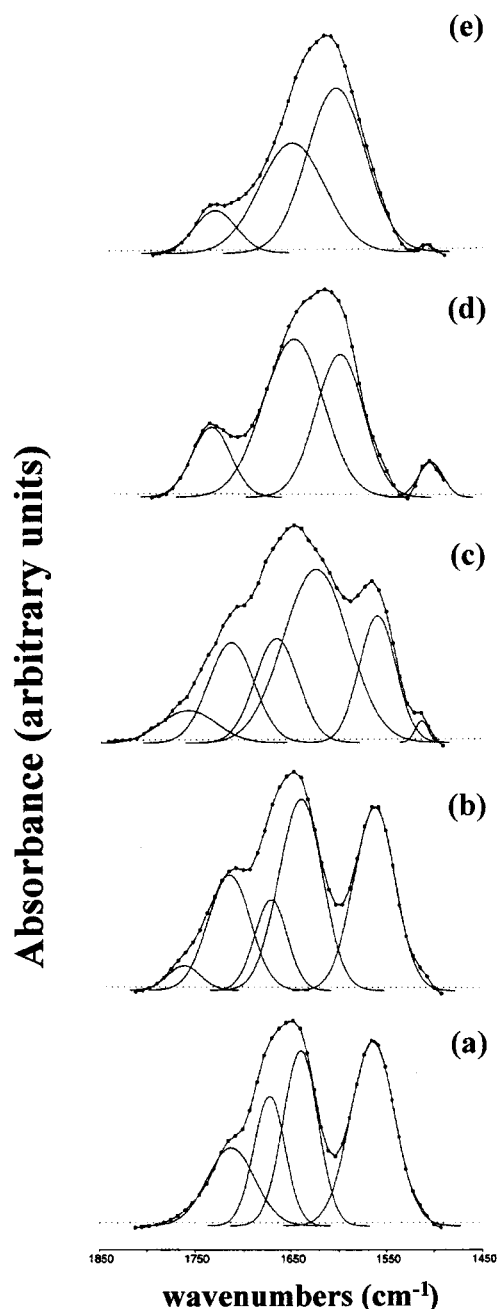 (e)
(d)
(c)
(b)
(a)
Absorbance (arbitrary units)
1850 1750 1650 1550 1450
wavenumbers (cm⁻¹)